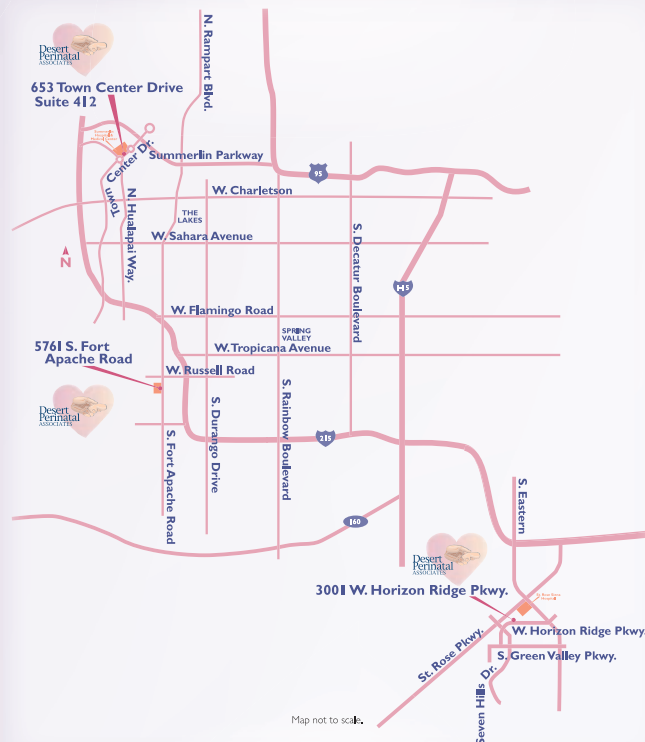 N. Rampart Blvd.
Desert
Perinatal
ASSOCIATES
653 Town Center Drive
Suite 412
Town Center Dr.
Summerlin Parkway
95
W. Charleston
N. Hualapai Way.
THE
LAKES
W. Sahara Avenue
S. Decatur Boulevard
N
H5
W. Flamingo Road
SPRING
VALLEY
5761 S. Fort
Apache Road
W. Tropicana Avenue
W. Russell Road
Desert
Perinatal
ASSOCIATES
S. Fort Apache Road
S. Durango Drive
S. Rainbow Boulevard
215
160
S. Eastern
Desert
Perinatal
ASSOCIATES
3001 W. Horizon Ridge Pkwy.
W. Horizon Ridge Pkwy.
St. Rose Pkwy.
S. Green Valley Pkwy.
Seven Hills Dr.
Map not to scale.